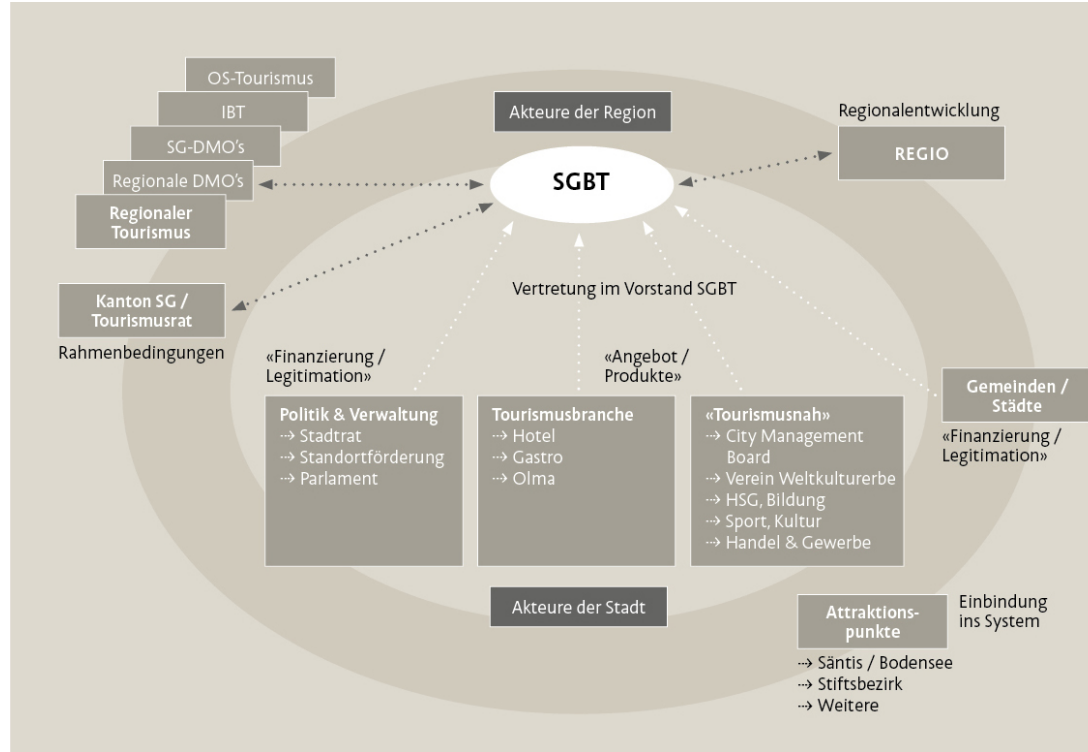 OS-Tourismus
IBT
SG-DMO's
Regionale DMO's
Regionaler
Tourismus
Akteure der Region
Regionalentwicklung
REGIO
SGBT
Kanton SG /
Tourismusrat
Rahmenbedingungen
Vertretung im Vorstand SGBT
«Finanzierung /
Legitimation»
«Angebot /
Produkte»
Politik & Verwaltung
⇢ Stadtrat
⇢ Standortförderung
⇢ Parlament
Tourismusbranche
⇢ Hotel
⇢ Gastro
⇢ Olma
«Tourismusnah»
⇢ City Management
Board
⇢ Verein Weltkulturerbe
⇢ HSG, Bildung
⇢ Sport, Kultur
⇢ Handel & Gewerbe
Gemeinden /
Städte
«Finanzierung /
Legitimation»
Akteure der Stadt
Attraktions-
punkte
Einbindung
ins System
⇢ Säntis / Bodensee
⇢ Stiftsbezirk
⇢ Weitere